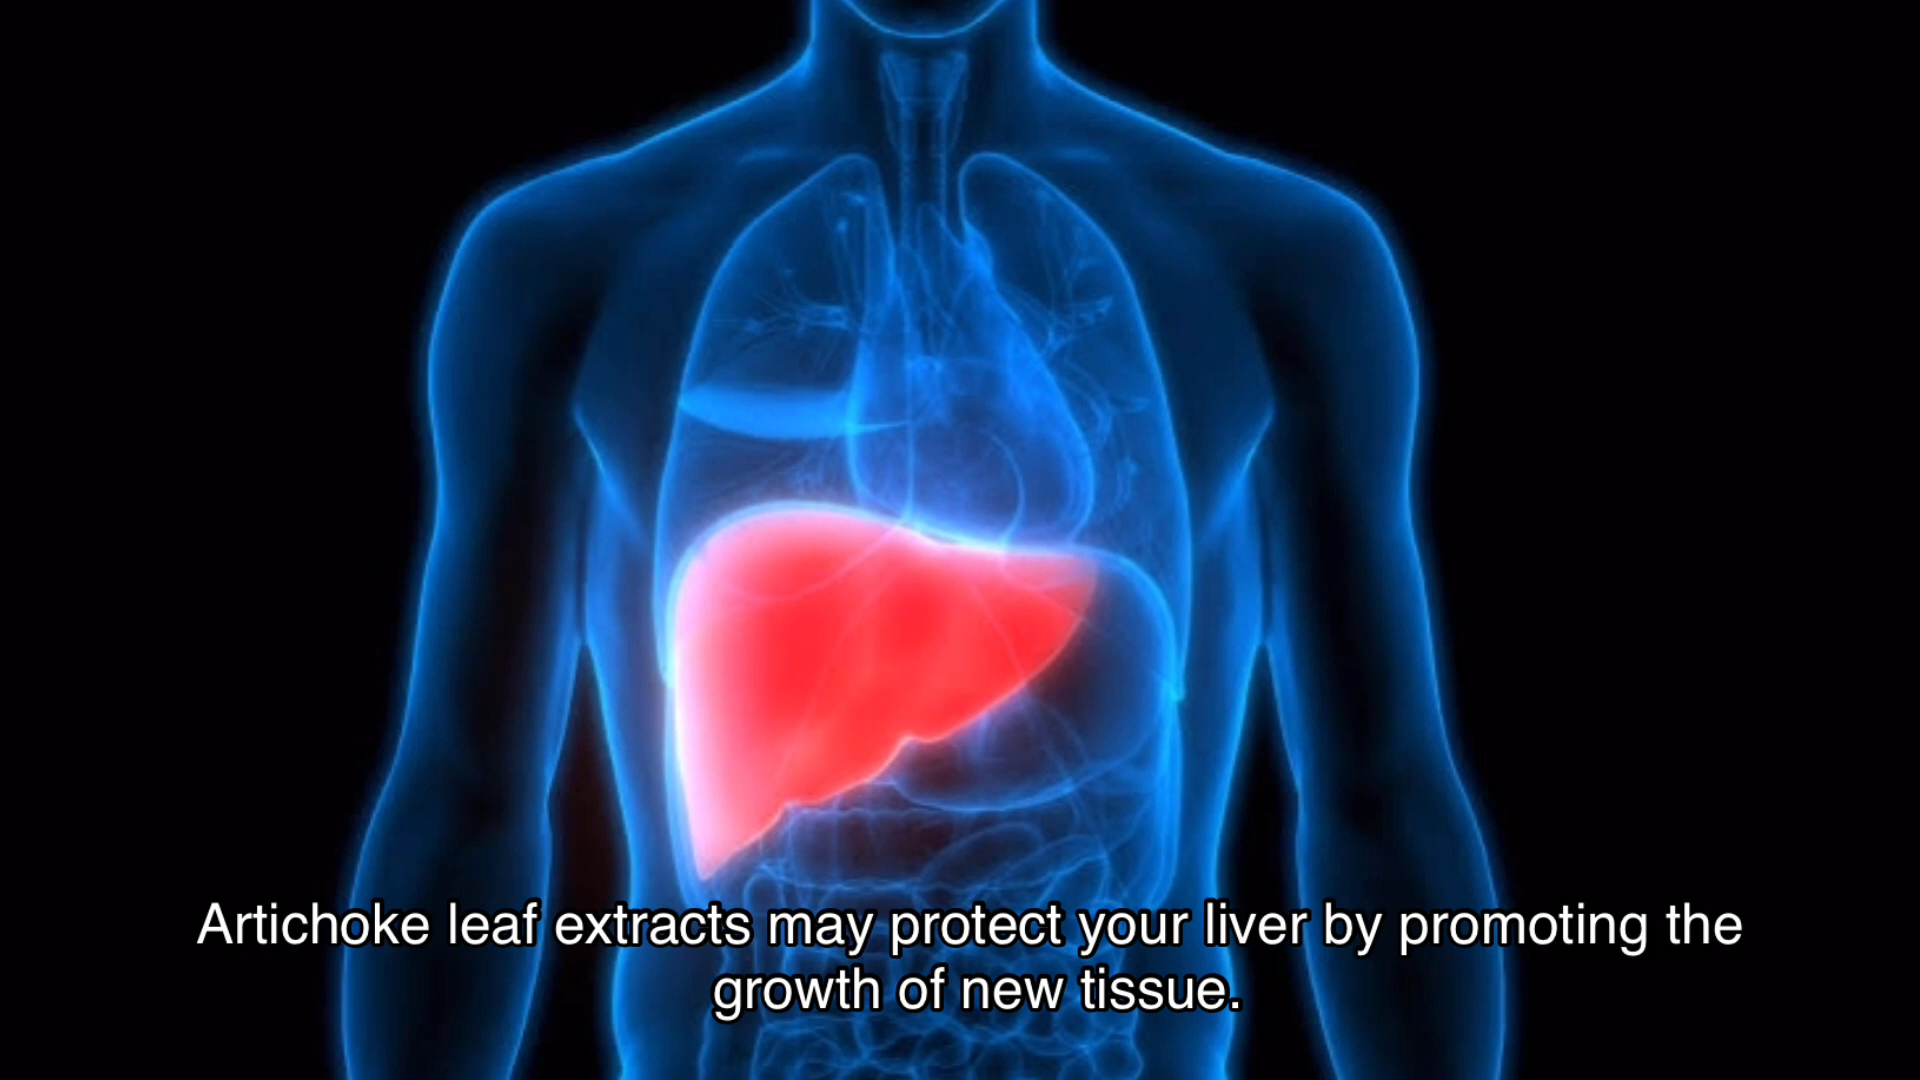 Artichoke leaf extracts may protect your liver by promoting the
growth of new tissue.